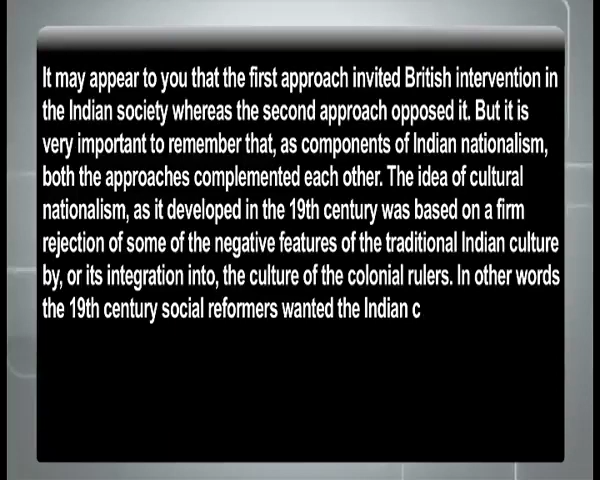 It may appear to you that the first approach invited British intervention in
the Indian society whereas the second approach opposed it. But it is
very important to remember that, as components of Indian nationalism,
both the approaches complemented each other. The idea of cultural
nationalism, as it developed in the 19th century was based on a firm
rejection of some of the negative features of the traditional Indian culture
by, or its integration into, the culture of the colonial rulers. In other words
the 19th century social reformers wanted the Indian c